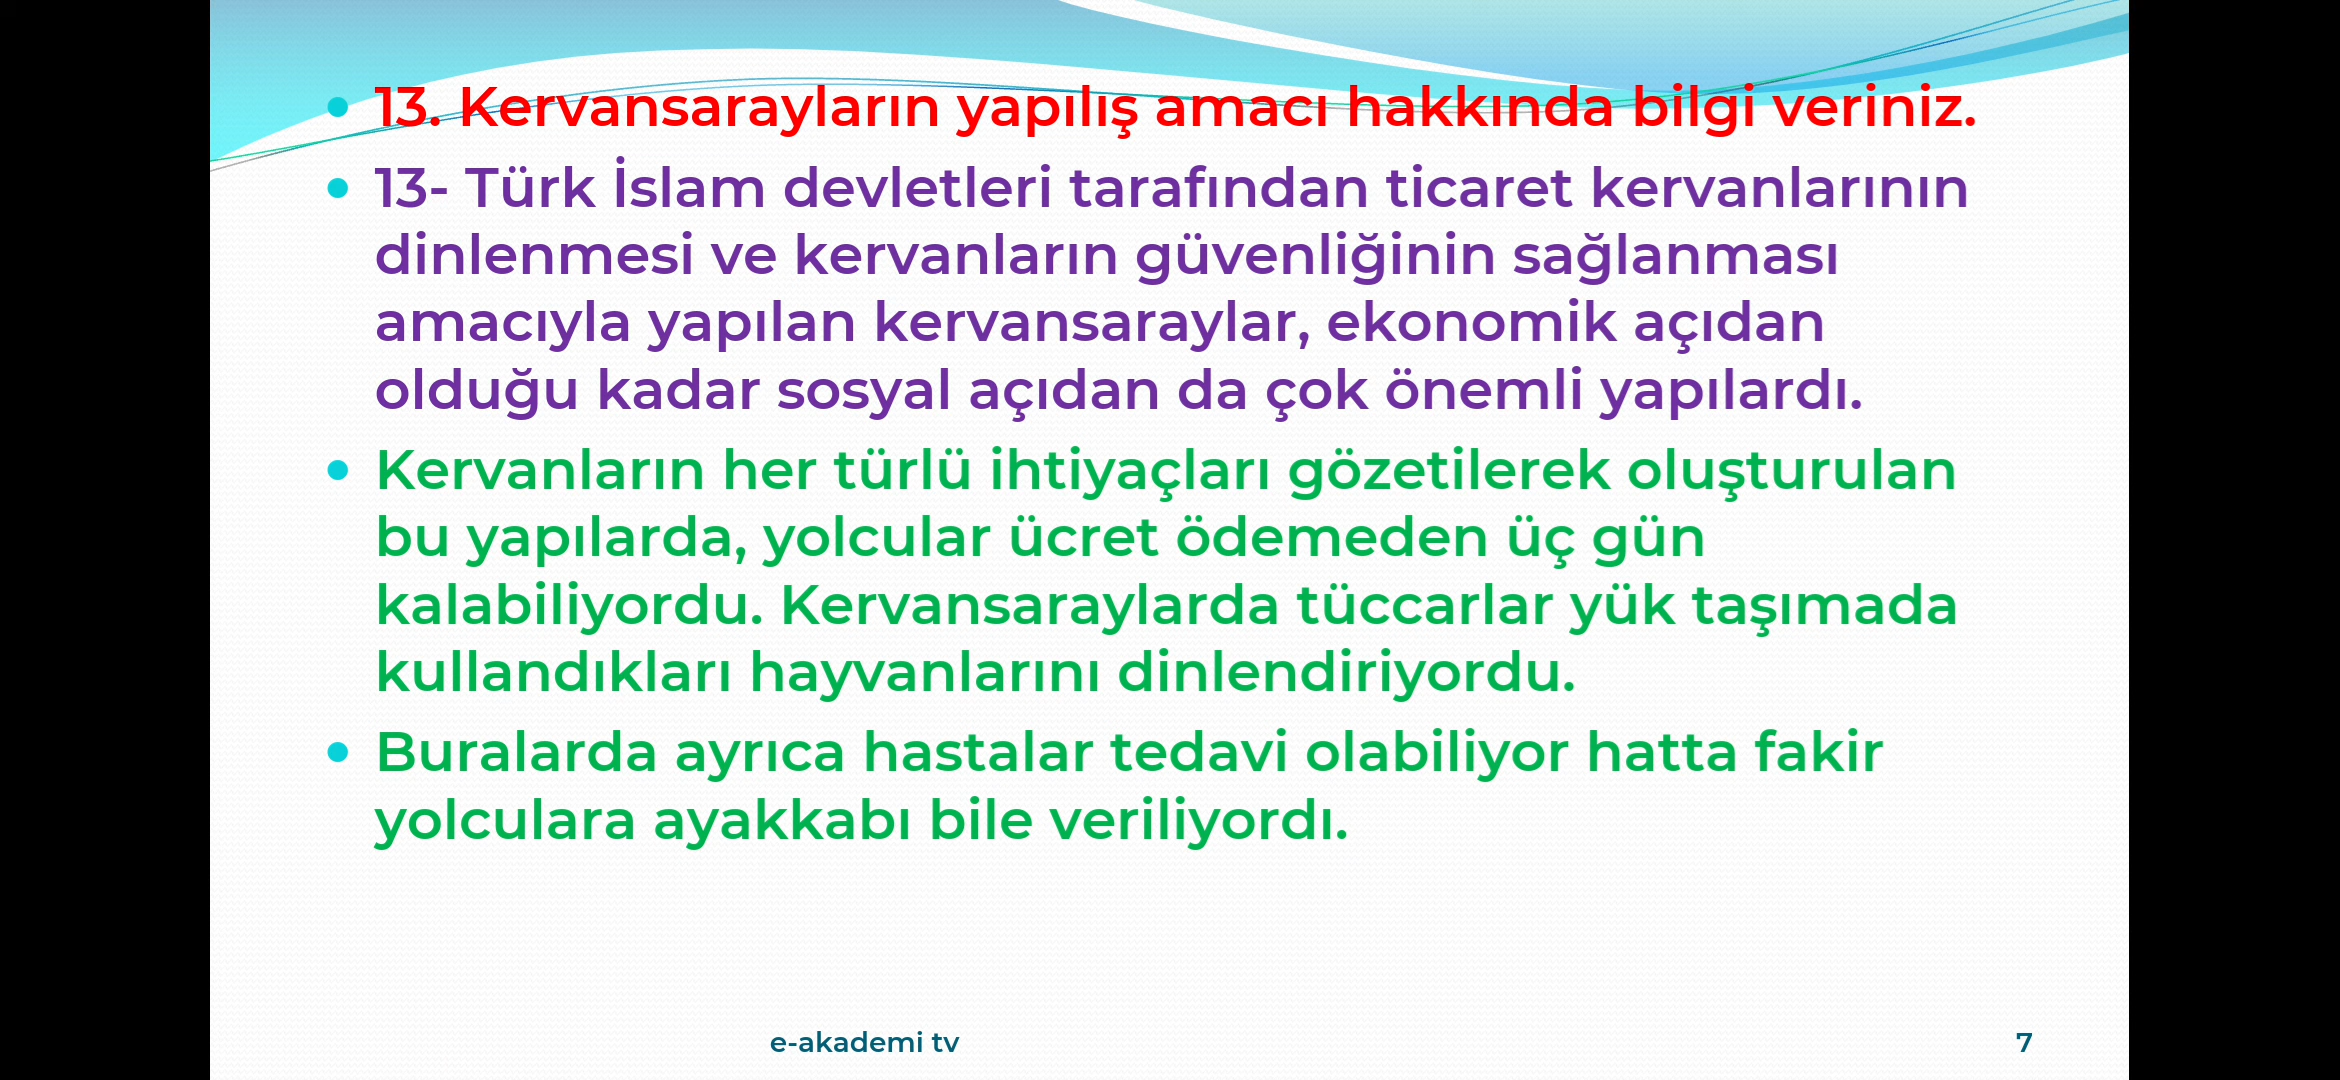 13. Kervansarayların yapılış amacı hakkında bilgi veriniz.
13- Türk İslam devletleri tarafından ticaret kervanlarının
dinlenmesi ve kervanların güvenliğinin sağlanması
amacıyla yapılan kervansaraylar, ekonomik açıdan
olduğu kadar sosyal açıdan da çok önemli yapılardı.
Kervanların her türlü ihtiyaçları gözetilerek oluşturulan
bu yapılarda, yolcular ücret ödemeden üç gün
kalabiliyordu. Kervansaraylarda tüccarlar yük taşımada
kullandıkları hayvanlarını dinlendiriyordu.
Buralarda ayrıca hastalar tedavi olabiliyor hatta fakir
yolculara ayakkabı bile veriliyordı.
e-akademi tv
7